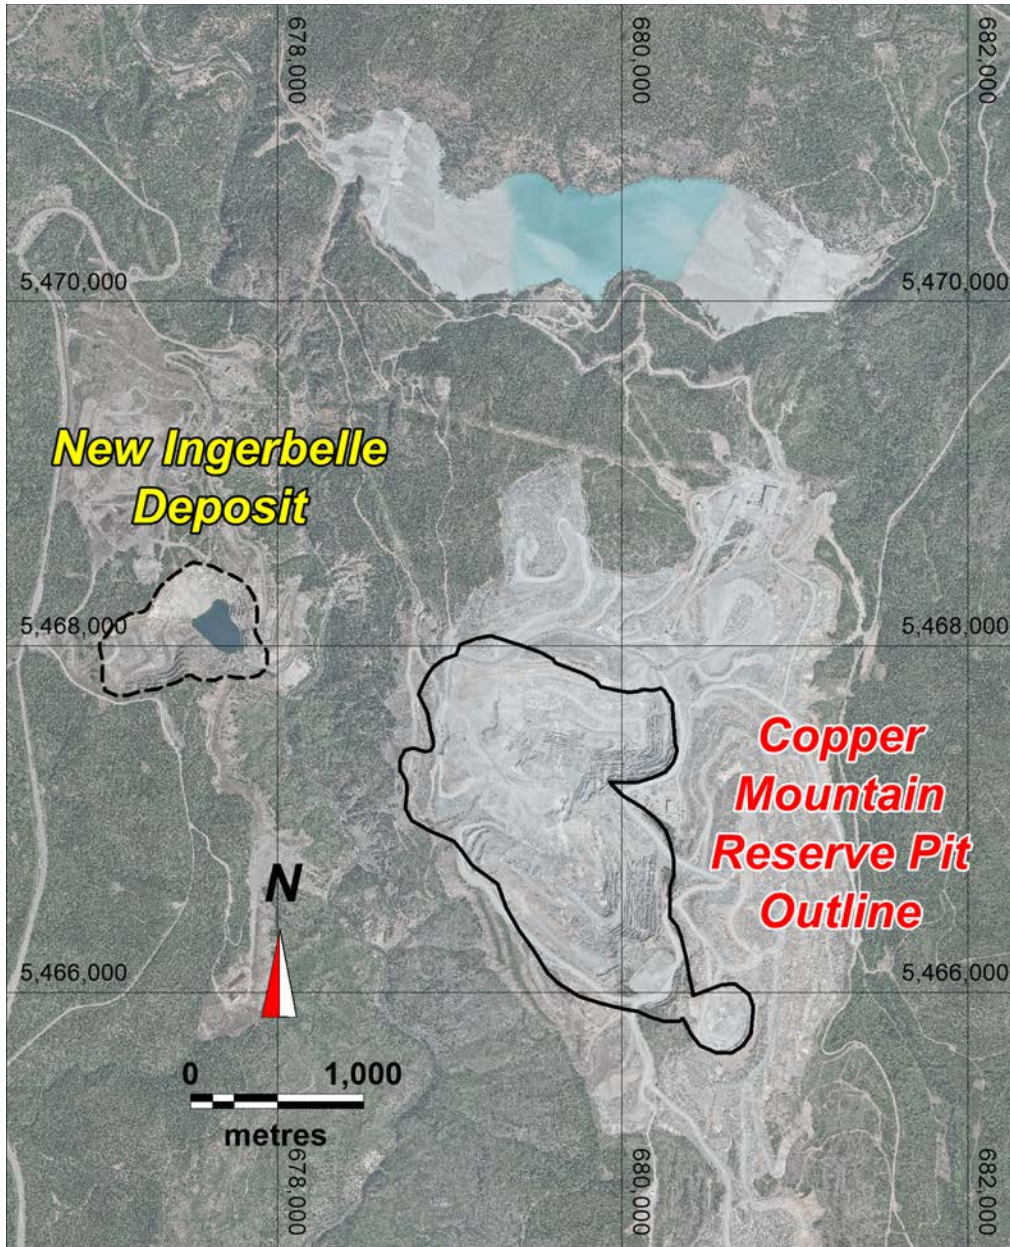 678,000
680,000
682,000
5,470,000
5,470,000
New Ingerbelle
Deposit
5,468,000
5,468,000
Copper
Mountain
Reserve Pit
Outline
N
5,466,000
5,466,000
0 1,000
metres
678,000
680,000
682,000